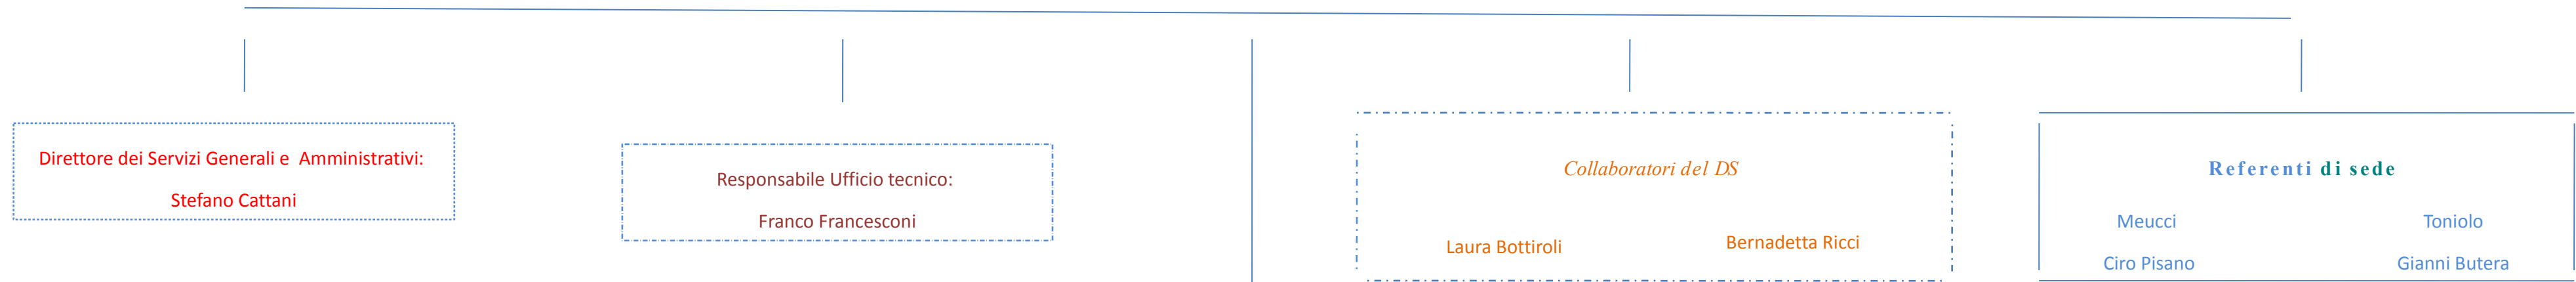 Direttore dei Servizi Generali e Amministrativi:
Stefano Cattani
Responsabile Ufficio tecnico:
Franco Francesconi
Collaboratori del DS
Laura Bottiroli
Bernadetta Ricci
Referenti di sede
Meucci
Toniolo
Ciro Pisano
Gianni Butera